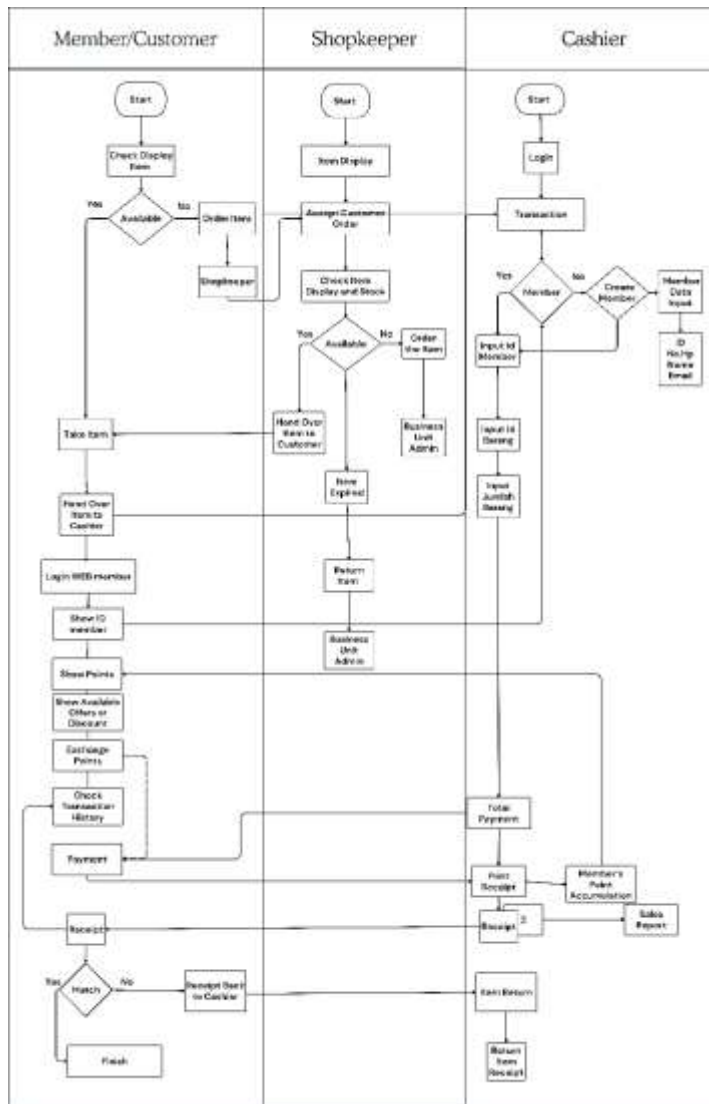 Member/Customer
Shopkeeper
Cashier
Start
Check Display
Item
Yes
Available
No
Order Item
Shopkeeper
Take Item
Hand Over
Item to
Cashier
Login WEB member
Show ID
member
Show Points
Show Available
Offers or
Discount
Exchange
Points
Check
Transaction
History
Payment
Receipt
Yes
Match
No
Receipt Back
to Cashier
Finish
Start
Item Display
Accept Customer
Order
Check Item
Display and Stock
Yes
Available
No
Order
the Item
Business
Unit
Admin
Hand Over
Item to
Customer
Item
Expired
Return
Item
Business
Unit
Admin
Start
Login
Transaction
Yes
Member
No
Create
Member
Member
Data
Input
ID
No.Hp
Name
Email
Input Id
Member
Input Id
Barang
Input
Jumlah
Barang
Total
Payment
Print
Receipt
Member's
Point
Accumulation
Receipt
2
Sales
Report
Item Return
Return
Item
Receipt